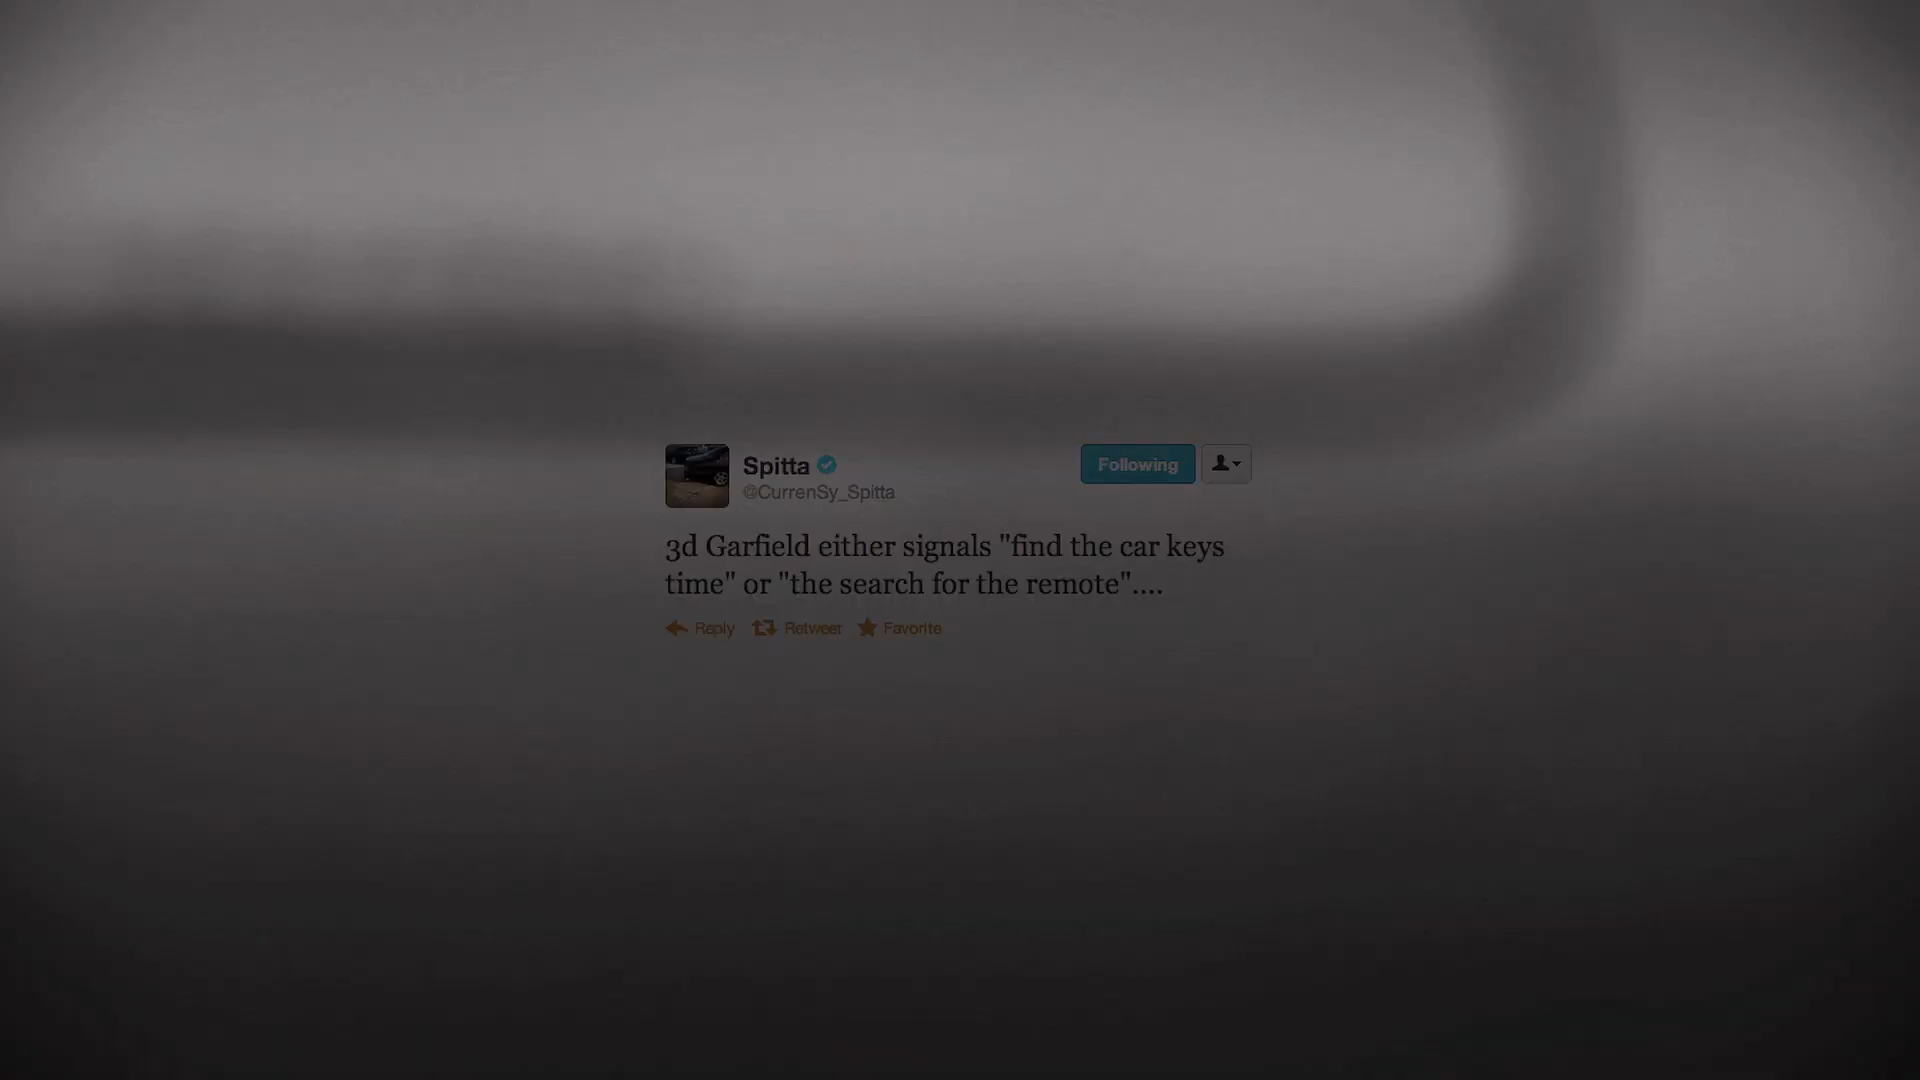 Spitta
@CurrenSy_Spitta
Following
3d Garfield either signals "find the car keys
time" or "the search for the remote"....
Reply Retweet Favorite